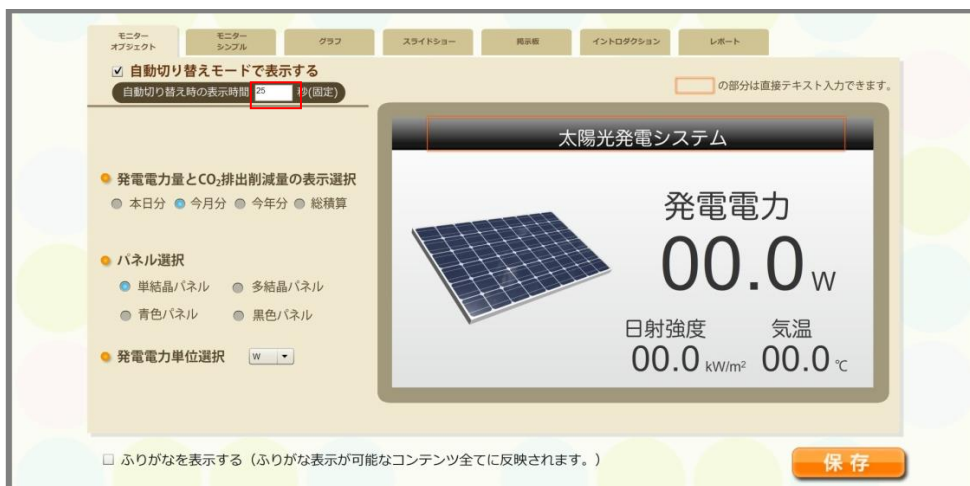 モニター
オブジェクト
モニター
シンプル
グラフ
スライドショー
掲示板
イントロダクション
レポート
自動切り替えモードで表示する
自動切り替え時の表示時間 25 秒(固定)
の部分は直接テキスト入力できます。
太陽光発電システム
発電電力量とCO₂排出削減量の表示選択
本日分 今月分 今年分 総積算
パネル選択
単結晶パネル 多結晶パネル
青色パネル 黒色パネル
発電電力単位選択 W
発電電力
00.0 W
日射強度 気温
00.0 kW/m² 00.0 ℃
ふりがなを表示する（ふりがな表示が可能なコンテンツ全てに反映されます。）
保存